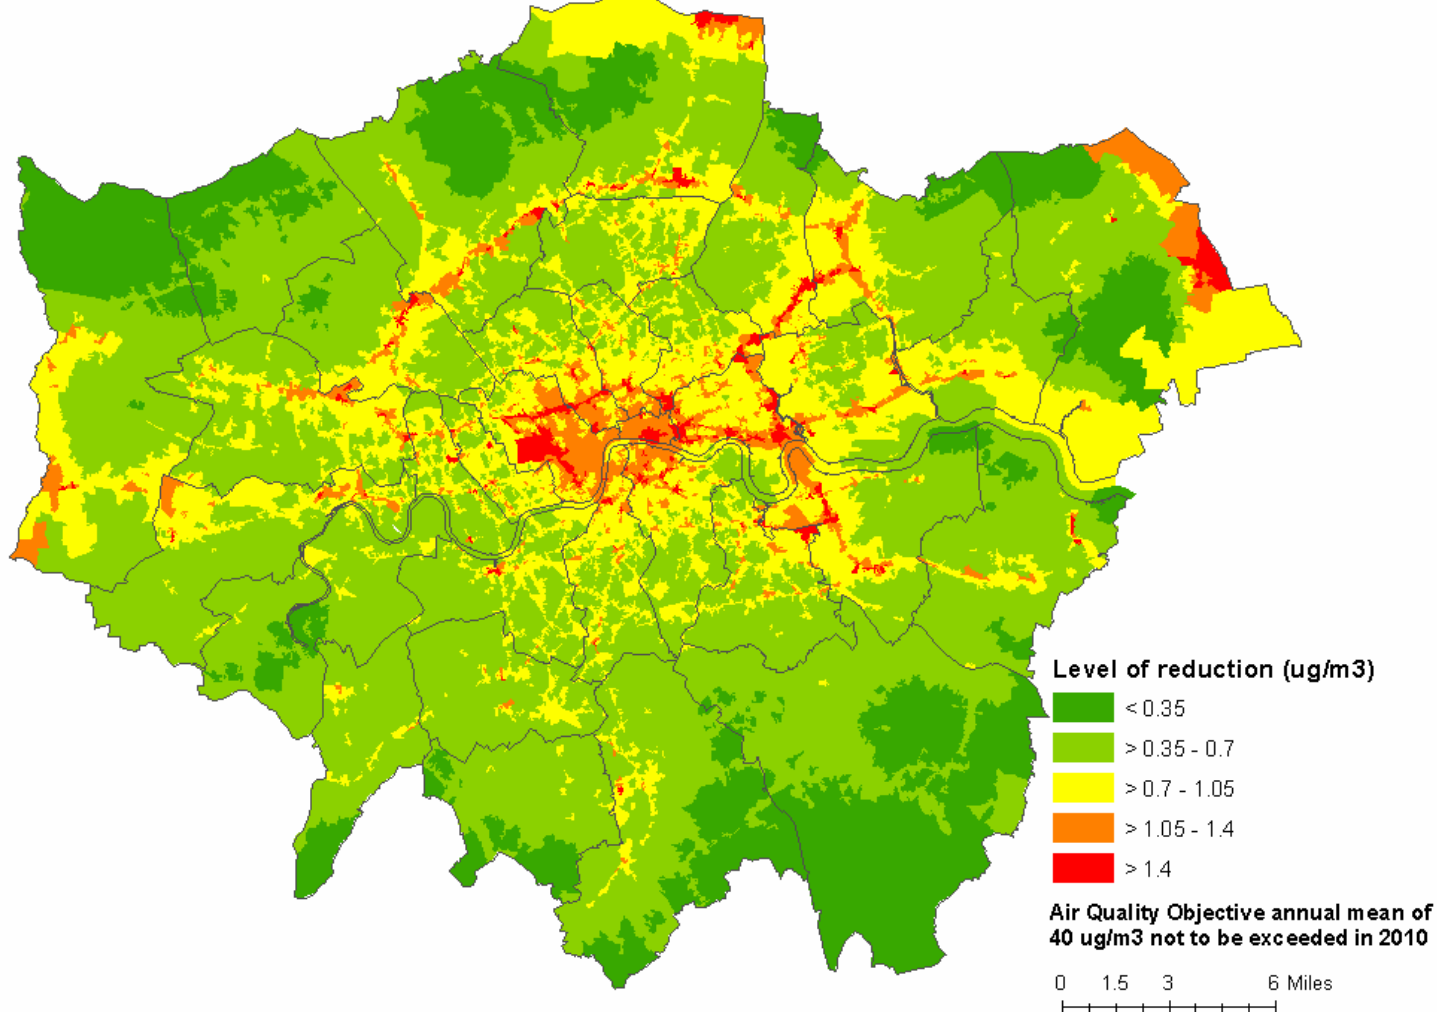 Level of reduction (ug/m3)
< 0.35
> 0.35 - 0.7
> 0.7 - 1.05
> 1.05 - 1.4
> 1.4
Air Quality Objective annual mean of
40 ug/m3 not to be exceeded in 2010
0 1.5 3 6 Miles